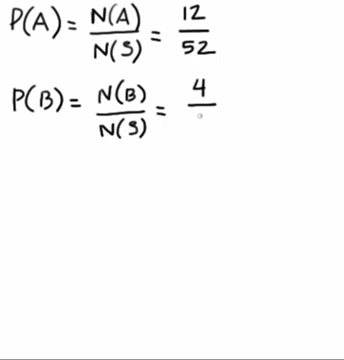 P(A) = N(A)/N(S) = 12/52
P(B) = N(B)/N(S) = 4/